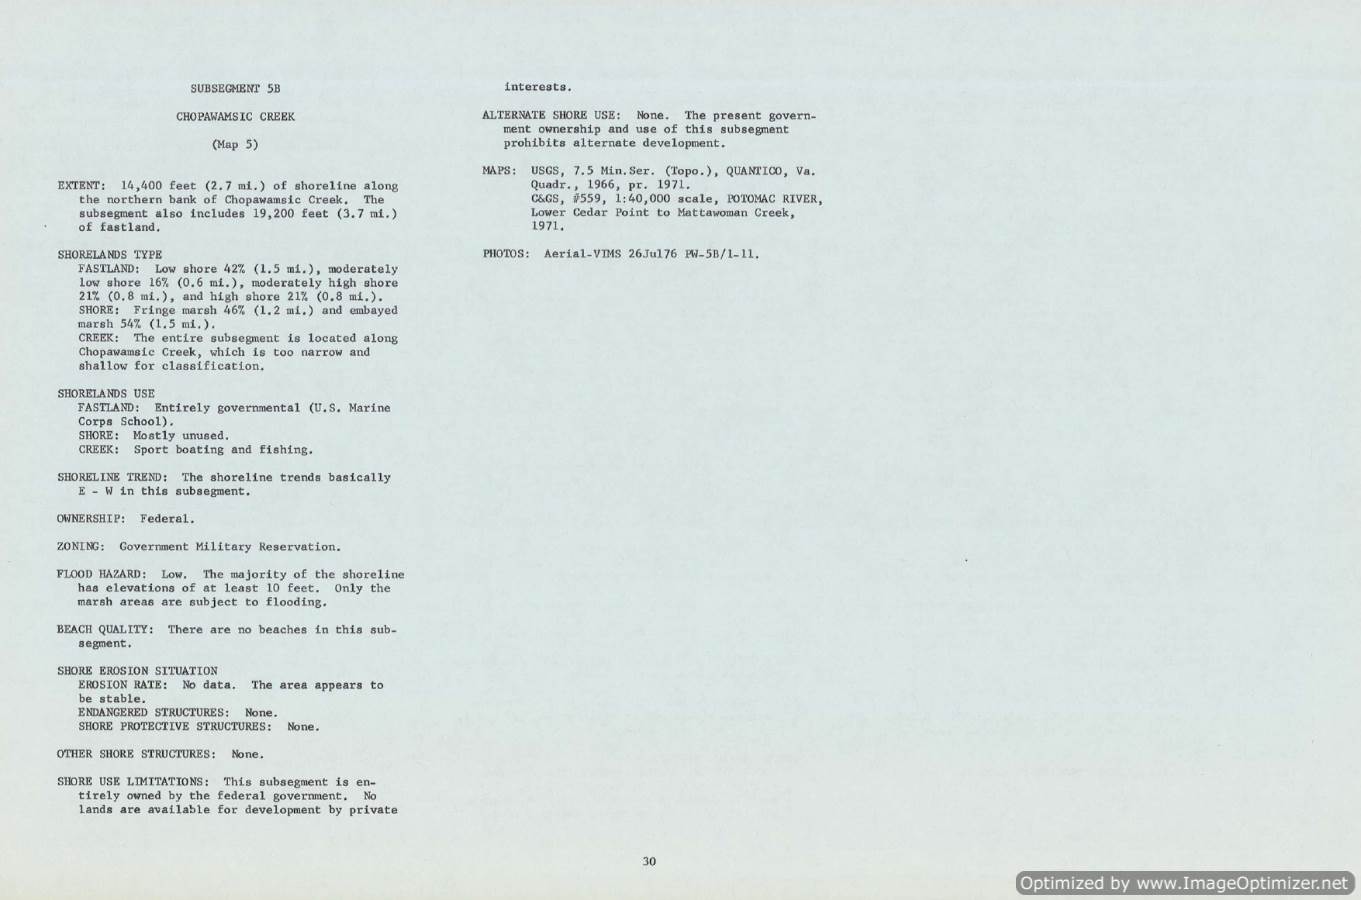 SUBSEGMENT 5B
CHOPAWAMSIC CREEK
(Map 5)
EXTENT: 14,400 feet (2.7 mi.) of shoreline along
the northern bank of Chopawamsic Creek. The
subsegment also includes 19,200 feet (3.7 mi.)
of fastland.
SHORELANDS TYPE
FASTLAND: Low shore 42% (1.5 mi.), moderately
low shore 16% (0.6 mi.), moderately high shore
21% (0.8 mi.), and high shore 21% (0.8 mi.).
SHORE: Fringe marsh 46% (1.2 mi.) and embayed
marsh 54% (1.5 mi.).
CREEK: The entire subsegment is located along
Chopawamsic Creek, which is too narrow and
shallow for classification.
SHORELANDS USE
FASTLAND: Entirely governmental (U.S. Marine
Corps School).
SHORE: Mostly unused.
CREEK: Sport boating and fishing.
SHORELINE TREND: The shoreline trends basically
E - W in this subsegment.
OWNERSHIP: Federal.
ZONING: Government Military Reservation.
FLOOD HAZARD: Low. The majority of the shoreline
has elevations of at least 10 feet. Only the
marsh areas are subject to flooding.
BEACH QUALITY: There are no beaches in this sub-
segment.
SHORE EROSION SITUATION
EROSION RATE: No data. The area appears to
be stable.
ENDANGERED STRUCTURES: None.
SHORE PROTECTIVE STRUCTURES: None.
OTHER SHORE STRUCTURES: None.
SHORE USE LIMITATIONS: This subsegment is en-
tirely owned by the federal government. No
lands are available for development by private
interests.
ALTERNATE SHORE USE: None. The present govern-
ment ownership and use of this subsegment
prohibits alternate development.
MAPS: USGS, 7.5 Min.Ser. (Topo.), QUANTICO, Va.
Quadr., 1966, pr. 1971.
C&GS, #559, 1:40,000 scale, POTOMAC RIVER,
Lower Cedar Point to Mattawoman Creek,
1971.
PHOTOS: Aerial-VIMS 26Jul76 PW-5B/1-11.
30
Optimized by www.ImageOptimizer.net